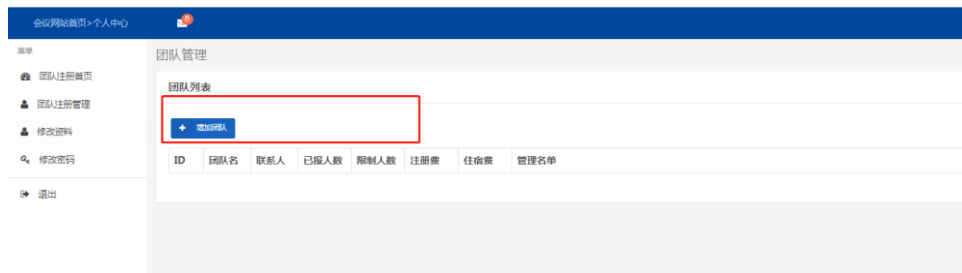 会议网站首页>个人中心
0
菜单
团队注册首页
团队注册管理
修改资料
修改密码
退出
团队管理
团队列表
+ 增加团队
ID 团队名 联系人 已报人数 限制人数 注册费 住宿费 管理名单